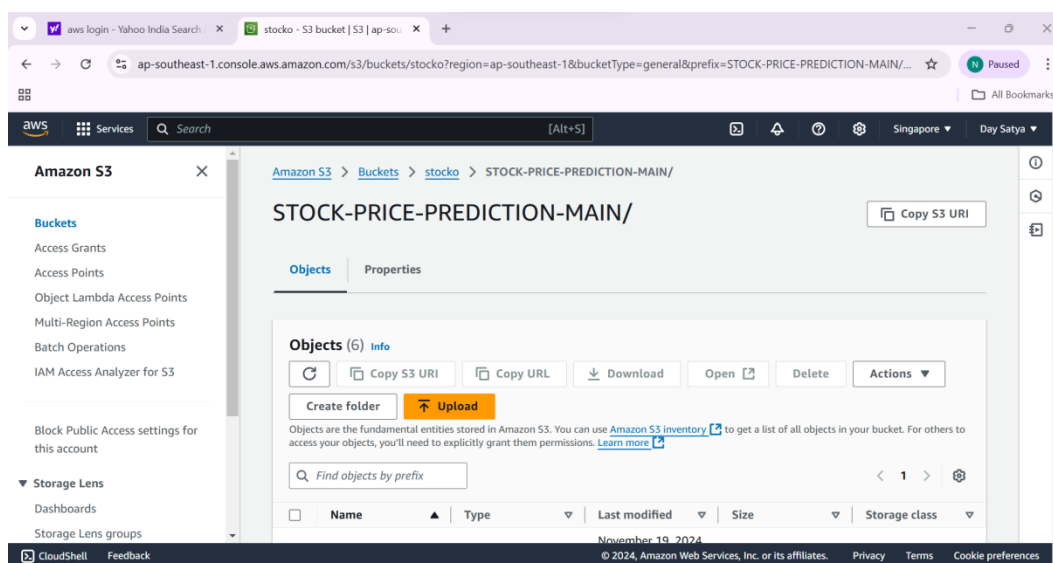 aws login - Yahoo India Search
stocko - S3 bucket | S3 | ap-sou
ap-southeast-1.console.aws.amazon.com/s3/buckets/stocko?region=ap-southeast-1&bucketType=general&prefix=STOCK-PRICE-PREDICTION-MAIN/...
N Paused
All Bookmarks
aws Services Search [Alt+S] Singapore ▼ Day Satya ▼
Amazon S3
Buckets
Access Grants
Access Points
Object Lambda Access Points
Multi-Region Access Points
Batch Operations
IAM Access Analyzer for S3
Block Public Access settings for
this account
▼ Storage Lens
Dashboards
Storage Lens groups
Amazon S3 > Buckets > stocko > STOCK-PRICE-PREDICTION-MAIN/
STOCK-PRICE-PREDICTION-MAIN/
Copy S3 URI
Objects Properties
Objects (6) Info
Copy S3 URI Copy URL Download Open Delete Actions ▼
Create folder Upload
Objects are the fundamental entities stored in Amazon S3. You can use Amazon S3 inventory to get a list of all objects in your bucket. For others to
access your objects, you'll need to explicitly grant them permissions. Learn more
Find objects by prefix
< 1 >
Name Type Last modified Size Storage class
November 19, 2024
CloudShell Feedback © 2024, Amazon Web Services, Inc. or its affiliates. Privacy Terms Cookie preferences